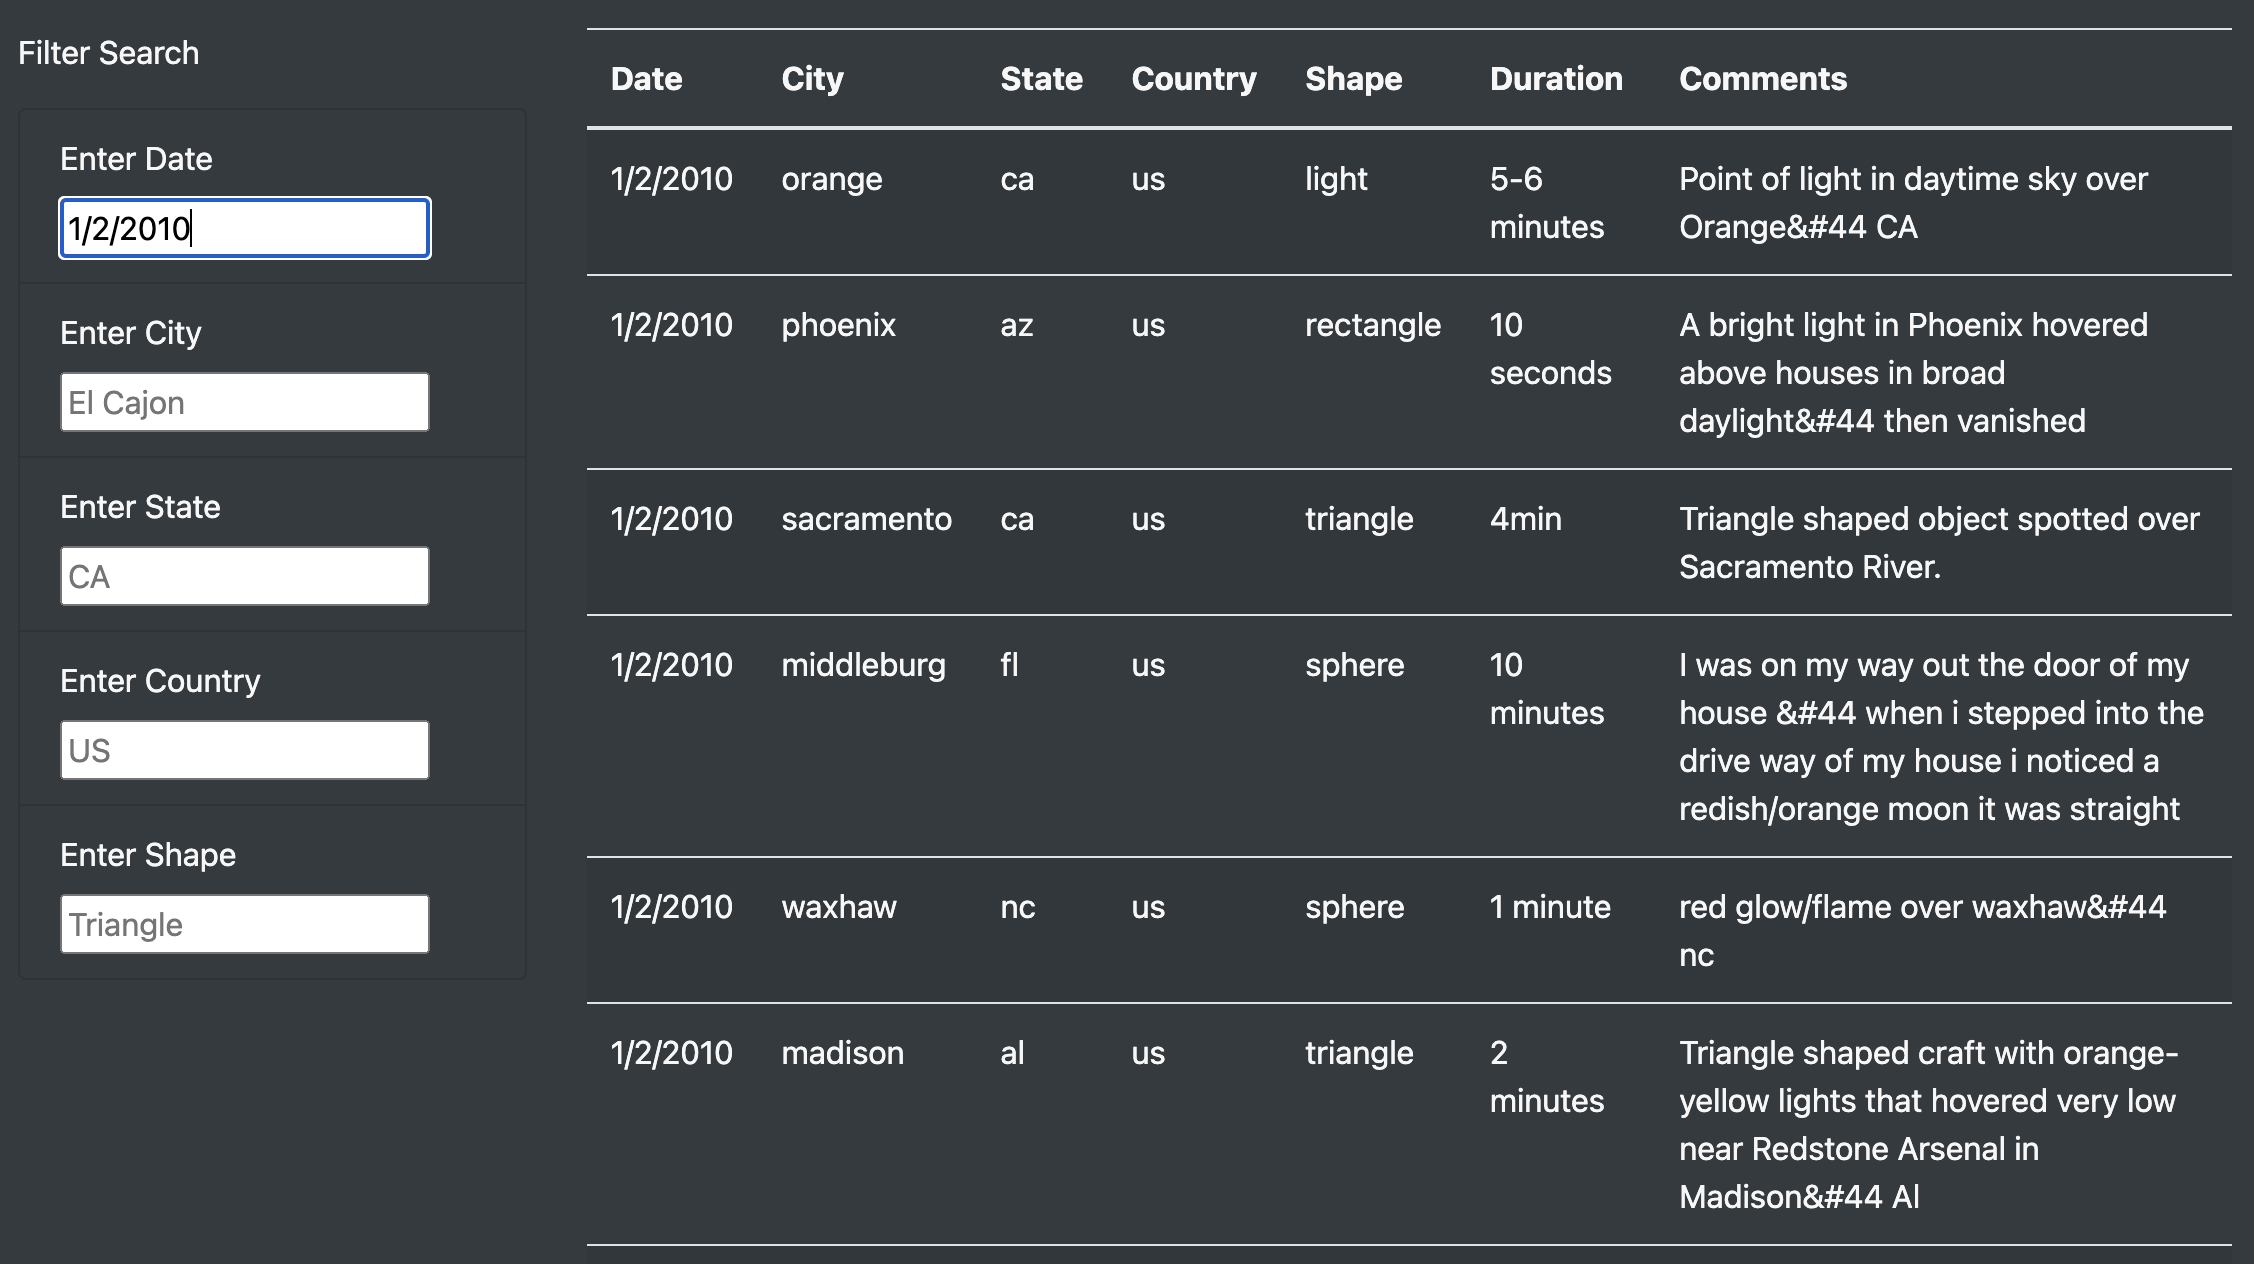 Filter Search
Enter Date
1/2/2010
Enter City
El Cajon
Enter State
CA
Enter Country
US
Enter Shape
Triangle
Date City State Country Shape Duration Comments
1/2/2010 orange ca us light 5-6 Point of light in daytime sky over
minutes Orange&#44 CA
1/2/2010 phoenix az us rectangle 10 A bright light in Phoenix hovered
seconds above houses in broad
daylight&#44 then vanished
1/2/2010 sacramento ca us triangle 4min Triangle shaped object spotted over
Sacramento River.
1/2/2010 middleburg fl us sphere 10 I was on my way out the door of my
minutes house &#44 when i stepped into the
drive way of my house i noticed a
redish/orange moon it was straight
1/2/2010 waxhaw nc us sphere 1 minute red glow/flame over waxhaw&#44
nc
1/2/2010 madison al us triangle 2 Triangle shaped craft with orange-
minutes yellow lights that hovered very low
near Redstone Arsenal in
Madison&#44 Al